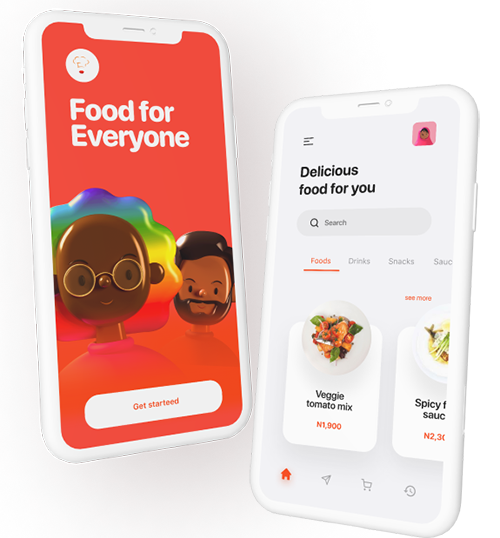 Food for
Everyone
Get starteed
Delicious
food for you
Search
Foods Drinks Snacks Sauc
see more
Veggie
tomato mix
N1,900
Spicy f
sauc
N2,30